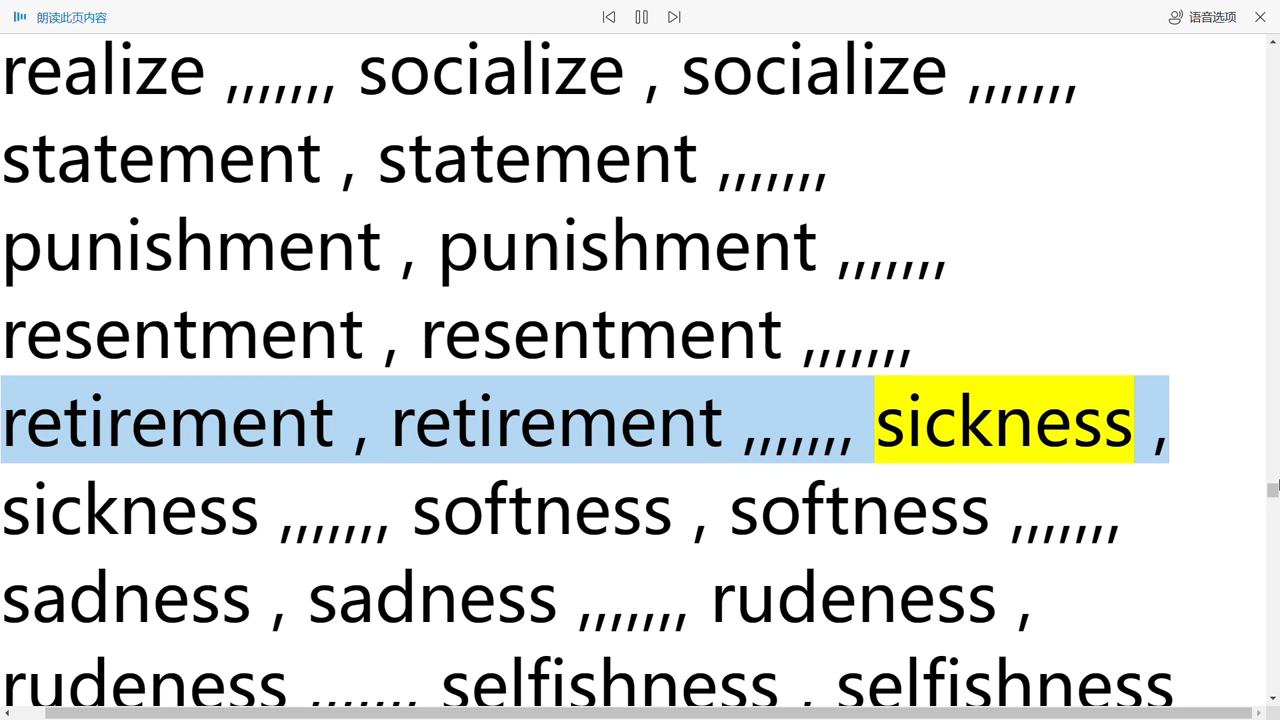 朗读此页内容 语音选项
realize ,,,,,,, socialize , socialize ,,,,,,,
statement , statement ,,,,,,,
punishment , punishment ,,,,,,,
resentment , resentment ,,,,,,,
retirement , retirement ,,,,,,, sickness ,
sickness ,,,,,,, softness , softness ,,,,,,,
sadness , sadness ,,,,,,, rudeness ,
rudeness ,,,,,,, selfishness , selfishness